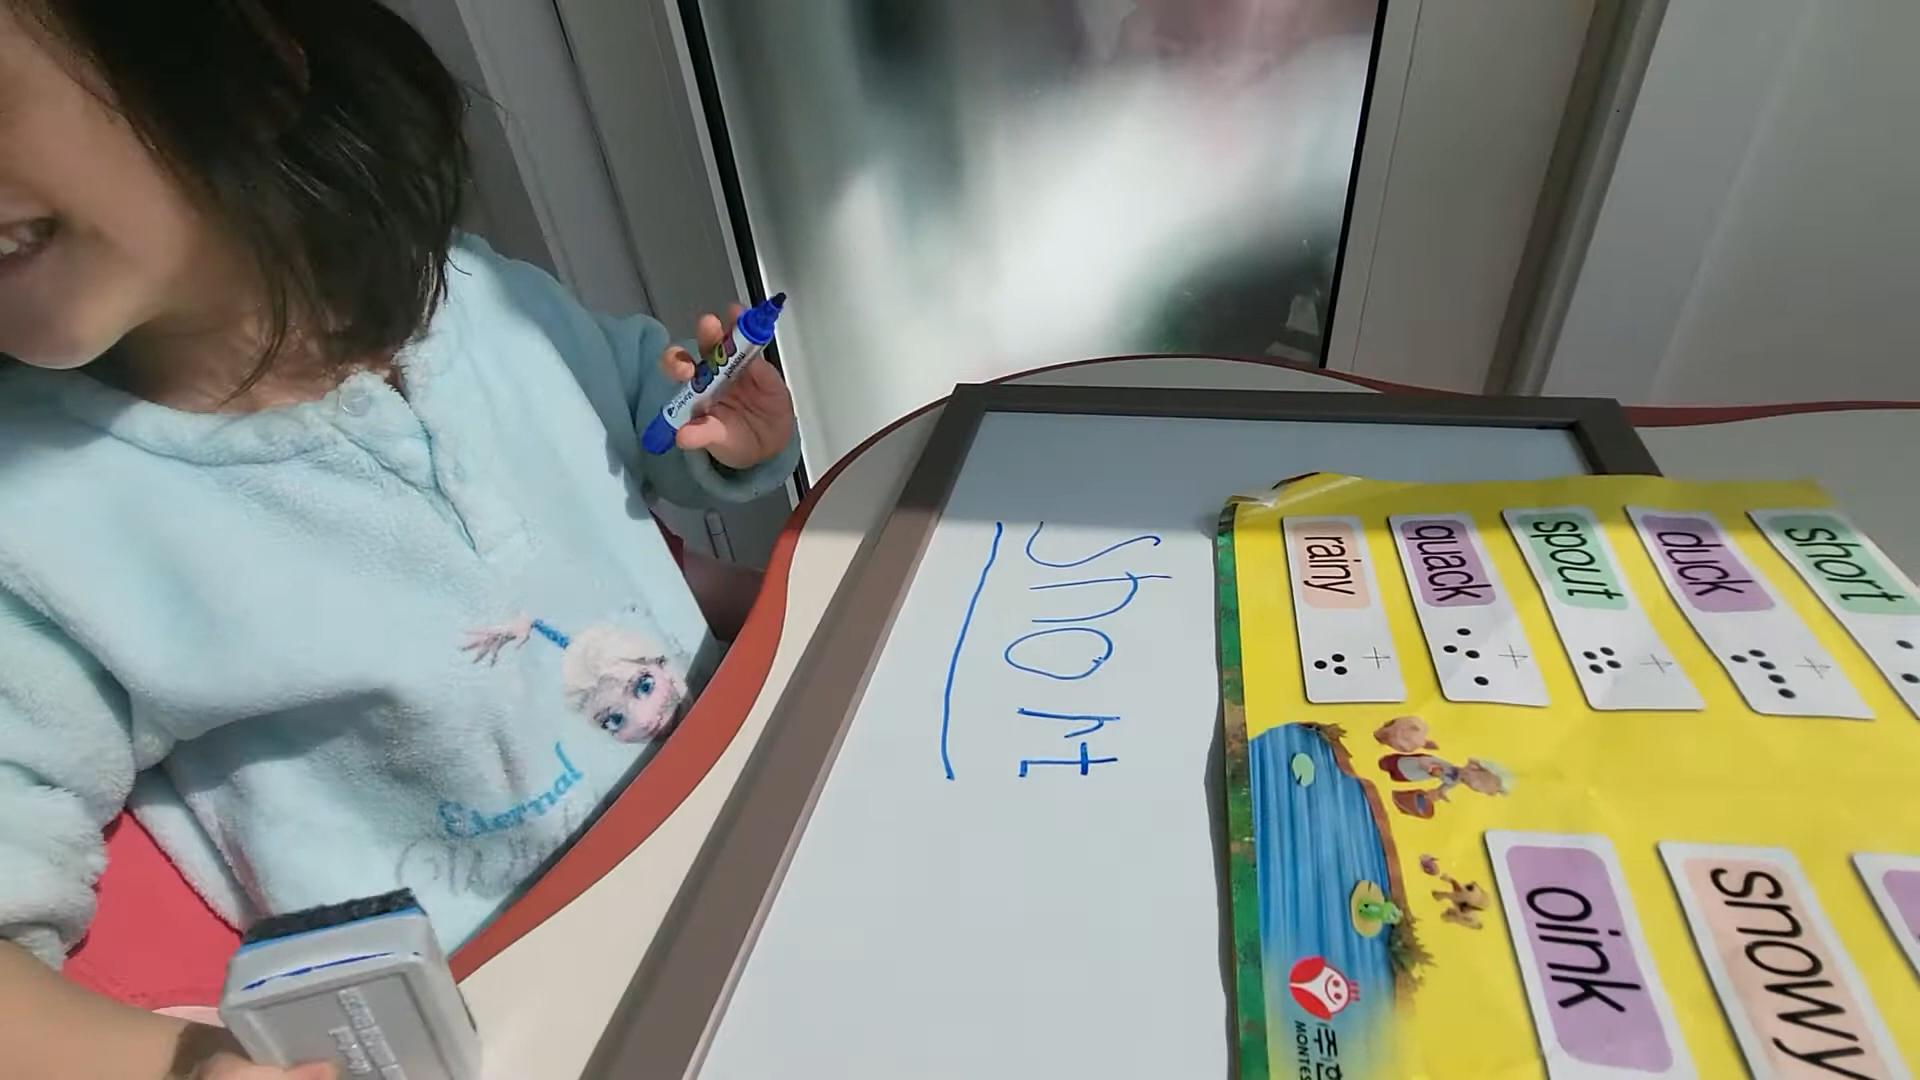 short
rainy
quack
spout
duck
short
oink
snowy
Eternal